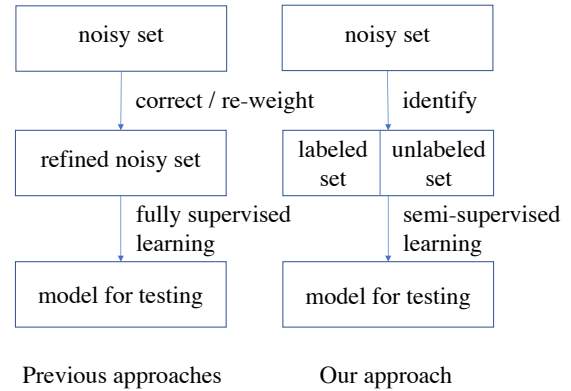 noisy set
correct / re-weight
refined noisy set
fully supervised
learning
model for testing
Previous approaches
noisy set
identify
labeled
set
unlabeled
set
semi-supervised
learning
model for testing
Our approach